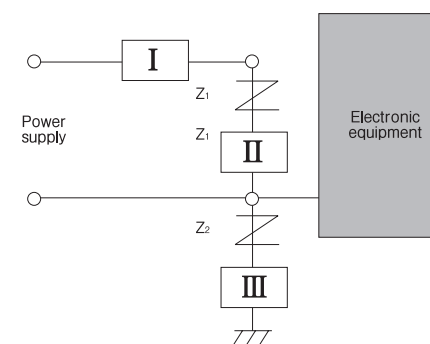 I
Z1
Power
supply
Z1
II
Electronic
equipment
Z2
III